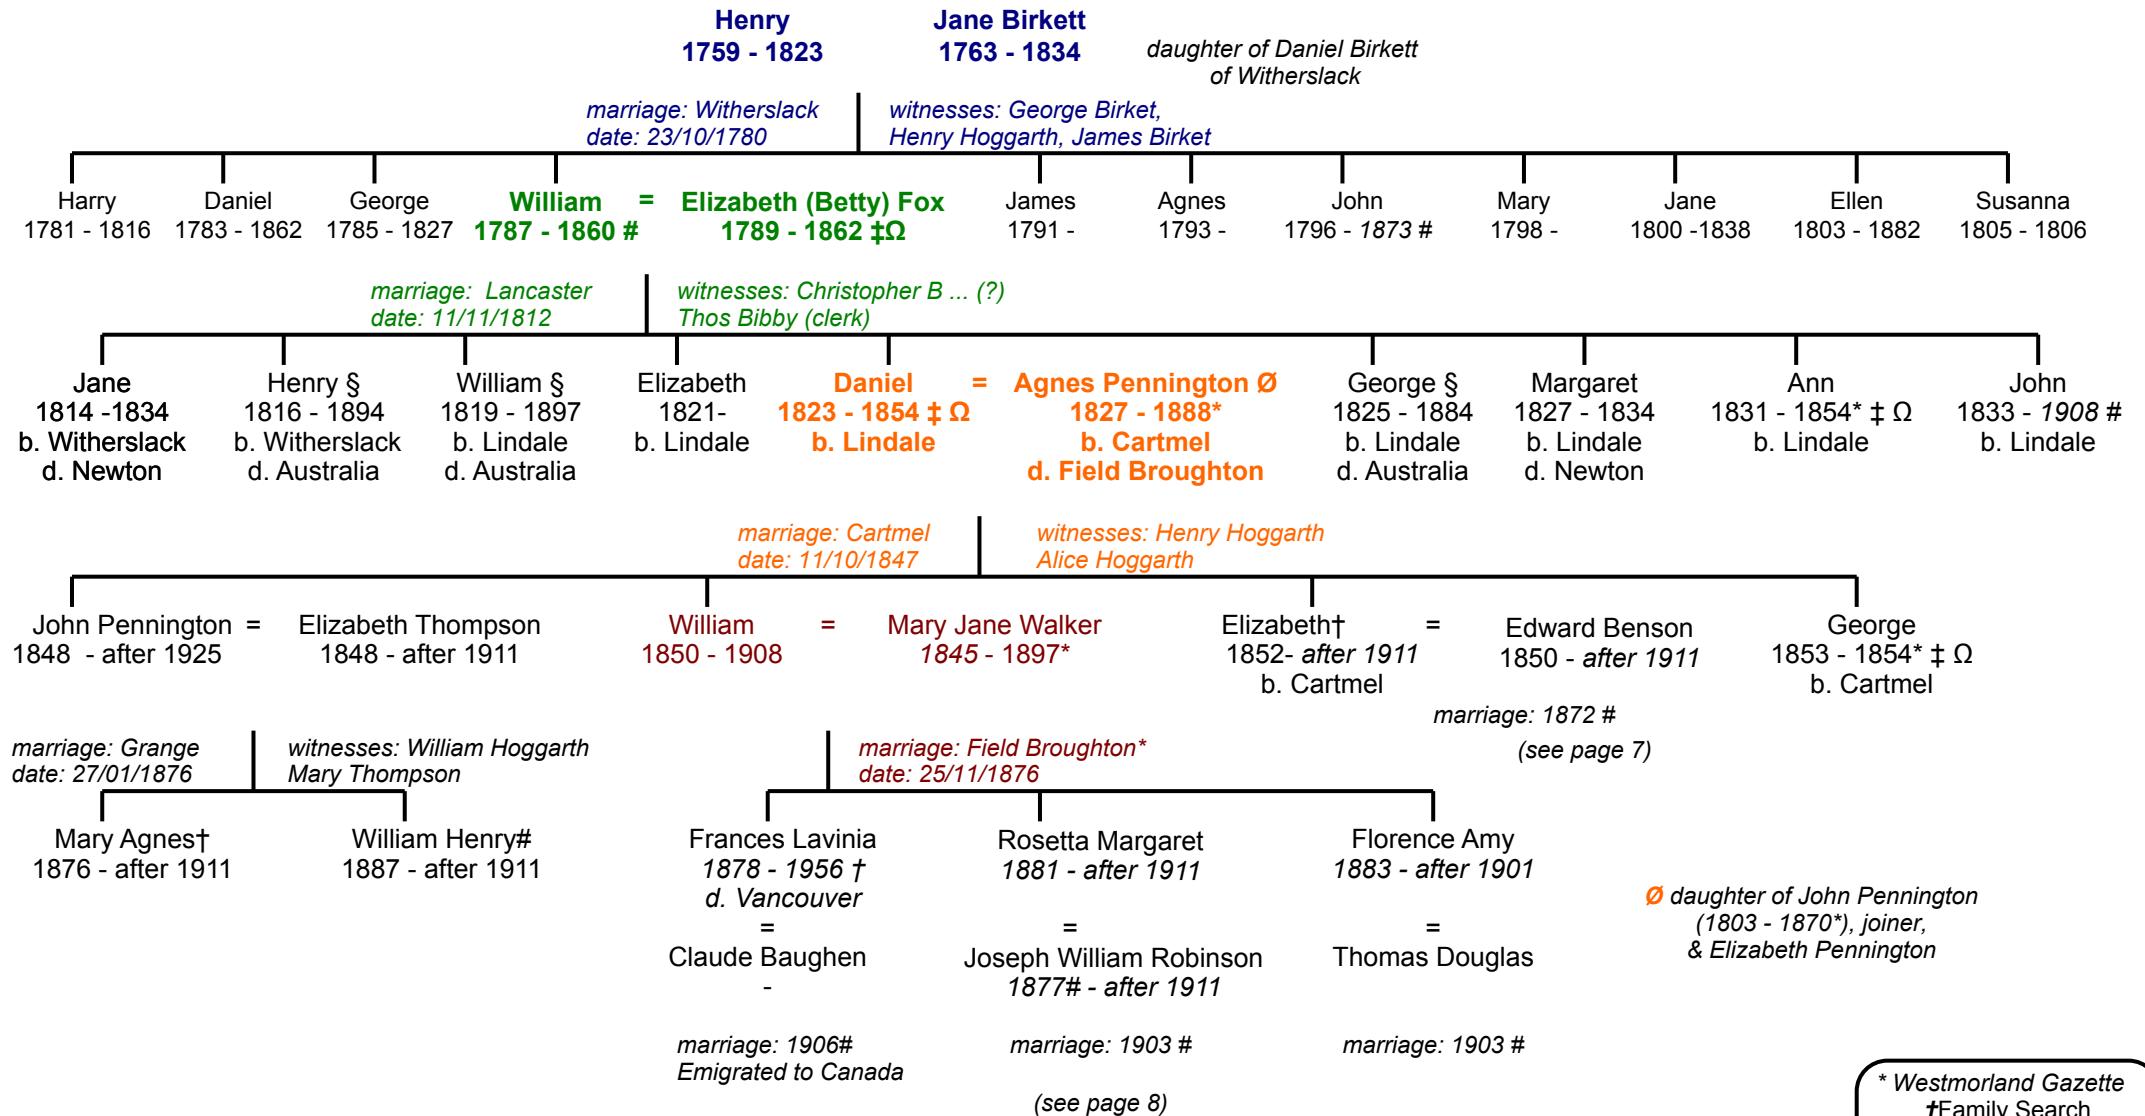 Henry
1759 - 1823
Jane Birkett
1763 - 1834
daughter of Daniel Birkett
of Witherslack
marriage: Witherslack
date: 23/10/1780
witnesses: George Birket,
Henry Hoggarth, James Birket
Harry
1781 - 1816
Daniel
1783 - 1862
George
1785 - 1827
William
1787 - 1860 #
=
Elizabeth (Betty) Fox
1789 - 1862 ‡Ω
James
1791 -
Agnes
1793 -
John
1796 - 1873 #
Mary
1798 -
Jane
1800 -1838
Ellen
1803 - 1882
Susanna
1805 - 1806
marriage: Lancaster
date: 11/11/1812
witnesses: Christopher B ... (?)
Thos Bibby (clerk)
Jane
1814 -1834
b. Witherslack
d. Newton
Henry §
1816 - 1894
b. Witherslack
d. Australia
William §
1819 - 1897
b. Lindale
d. Australia
Elizabeth
1821-
b. Lindale
Daniel
1823 - 1854 ‡ Ω
b. Lindale
=
Agnes Pennington Ø
1827 - 1888*
b. Cartmel
d. Field Broughton
George §
1825 - 1884
b. Lindale
d. Australia
Margaret
1827 - 1834
b. Lindale
d. Newton
Ann
1831 - 1854* ‡ Ω
b. Lindale
John
1833 - 1908 #
b. Lindale
marriage: Cartmel
date: 11/10/1847
witnesses: Henry Hoggarth
Alice Hoggarth
John Pennington
1848 - after 1925
=
Elizabeth Thompson
1848 - after 1911
William
1850 - 1908
=
Mary Jane Walker
1845 - 1897*
Elizabeth†
1852- after 1911
b. Cartmel
=
Edward Benson
1850 - after 1911
George
1853 - 1854* ‡ Ω
b. Cartmel
marriage: 1872 #
(see page 7)
marriage: Grange
date: 27/01/1876
witnesses: William Hoggarth
Mary Thompson
marriage: Field Broughton*
date: 25/11/1876
Mary Agnes†
1876 - after 1911
William Henry#
1887 - after 1911
Frances Lavinia
1878 - 1956 †
d. Vancouver
=
Claude Baughen
-
Rosetta Margaret
1881 - after 1911
=
Joseph William Robinson
1877# - after 1911
Florence Amy
1883 - after 1901
=
Thomas Douglas
Ø daughter of John Pennington
(1803 - 1870*), joiner,
& Elizabeth Pennington
marriage: 1906#
Emigrated to Canada
marriage: 1903 #
(see page 8)
marriage: 1903 #
* Westmorland Gazette
†Family Search